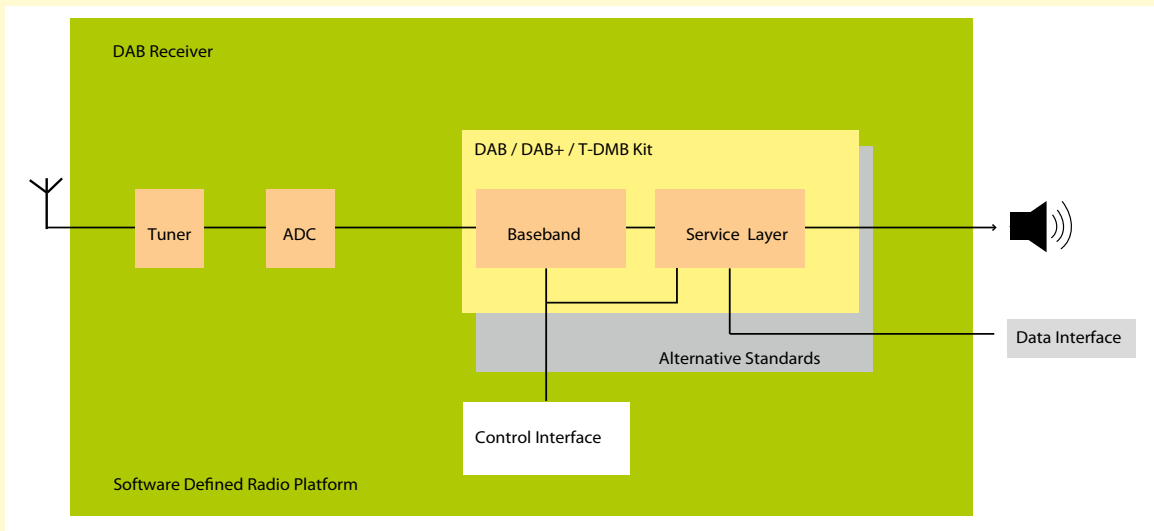 DAB Receiver
DAB / DAB+ / T-DMB Kit
Tuner
ADC
Baseband
Service Layer
Data Interface
Alternative Standards
Control Interface
Software Defined Radio Platform